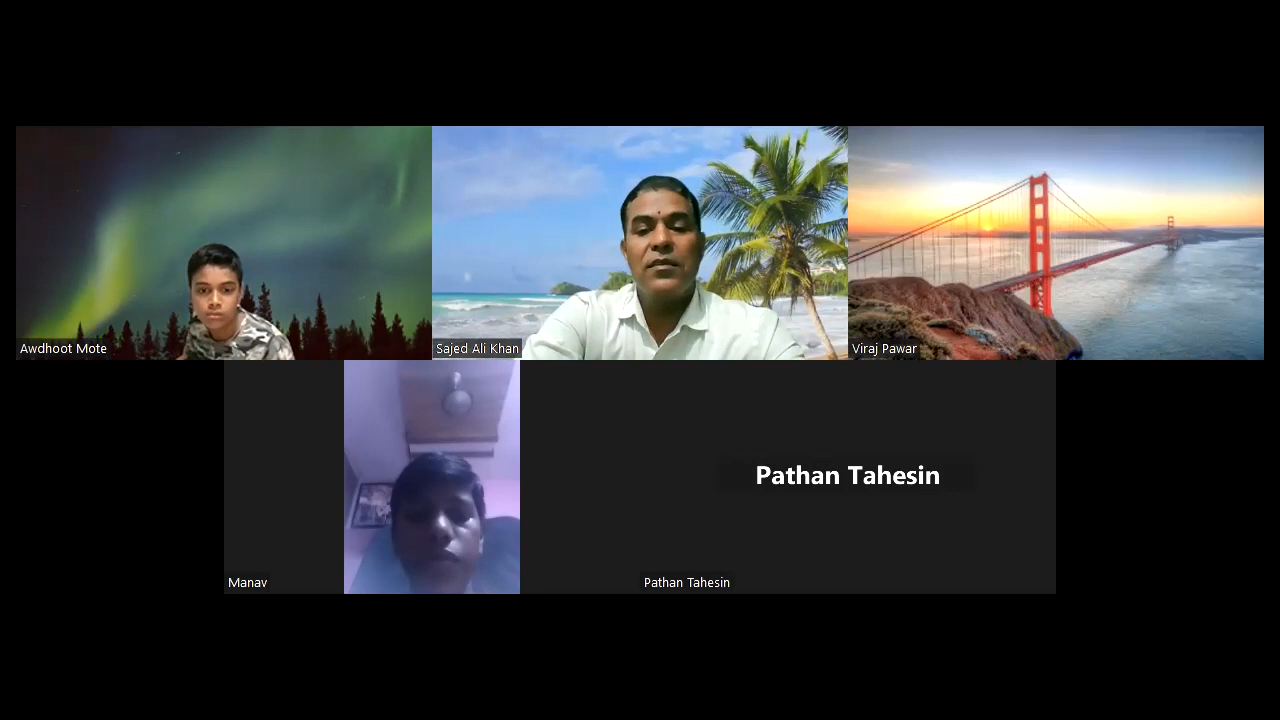 Awdhoot Mote
Sajed Ali Khan
Viraj Pawar
Pathan Tahesin
Manav
Pathan Tahesin